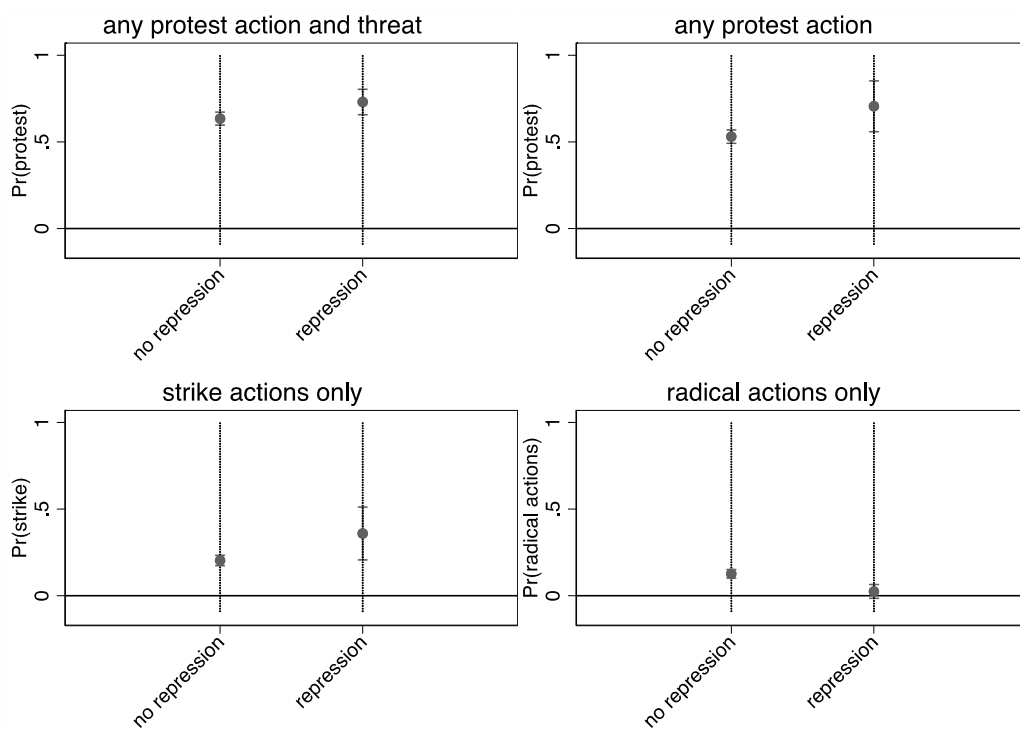 any protest action and threat
Pr(protest)
1
.5
0
no repression
repression
any protest action
Pr(protest)
1
.5
0
no repression
repression
strike actions only
Pr(strike)
1
.5
0
no repression
repression
radical actions only
Pr(radical actions)
1
.5
0
no repression
repression